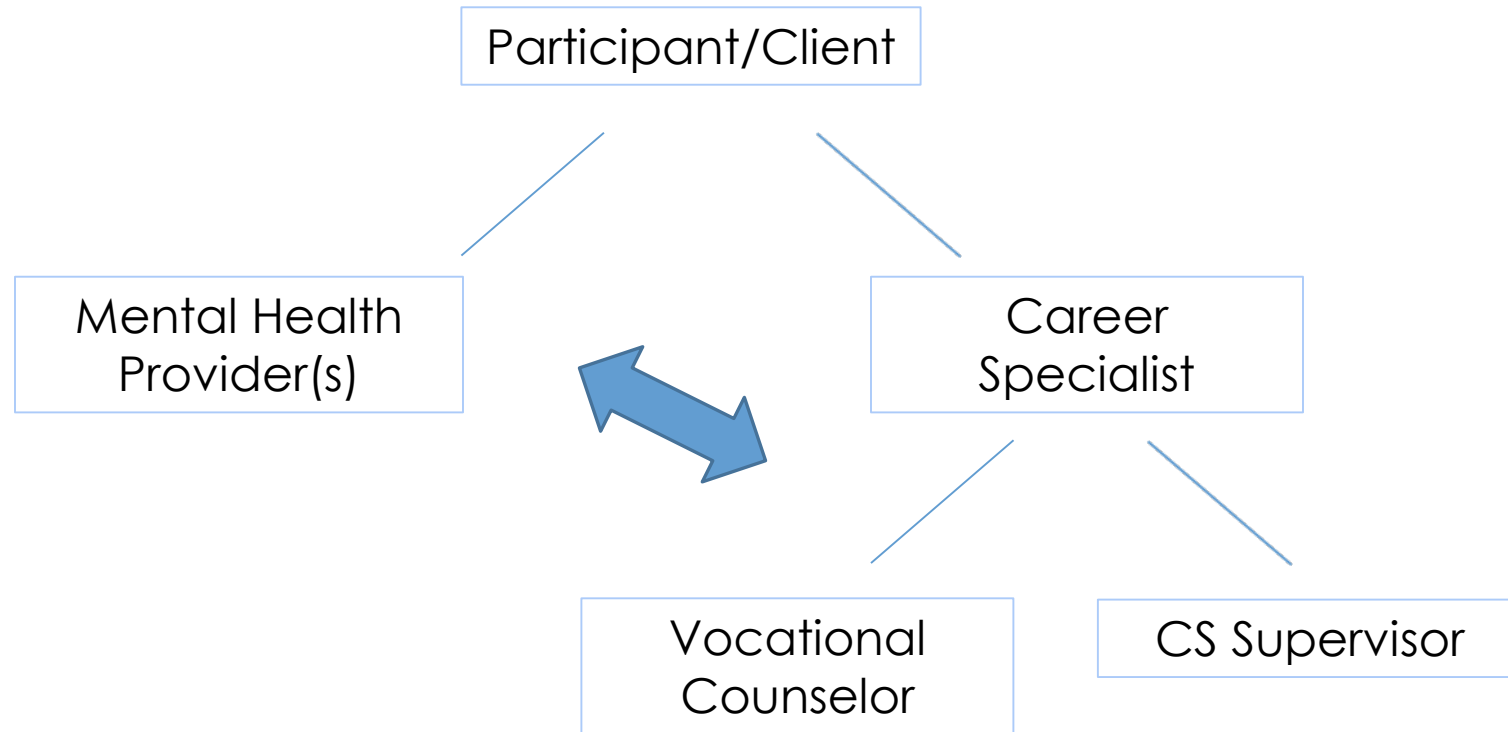 Participant/Client
Mental Health
Provider(s)
Career
Specialist
Vocational
Counselor
CS Supervisor